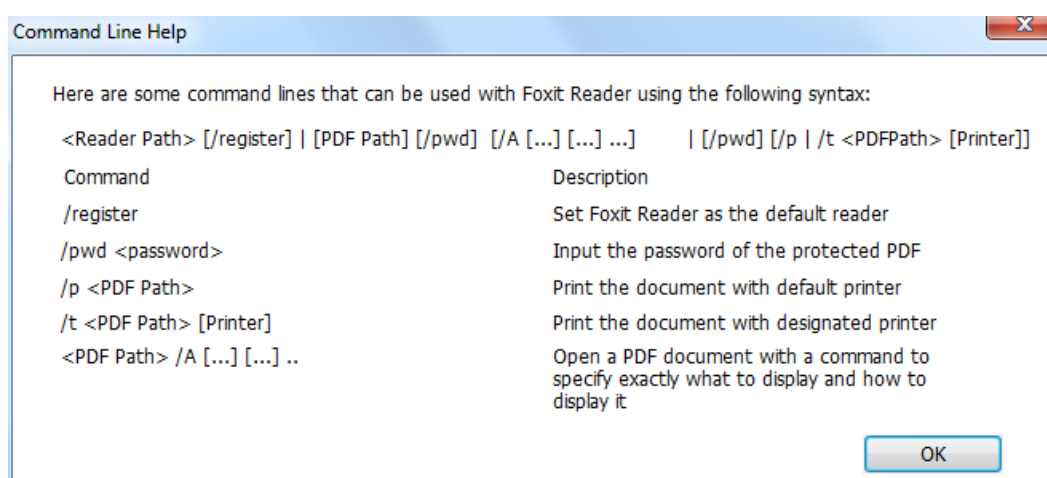 Command Line Help
X
Here are some command lines that can be used with Foxit Reader using the following syntax:
<Reader Path> [/register] | [PDF Path] [/pwd] [/A [...] [...] ...] | [/pwd] [/p | /t <PDFPath> [Printer]]
Command Description
/register Set Foxit Reader as the default reader
/pwd <password> Input the password of the protected PDF
/p <PDF Path> Print the document with default printer
/t <PDF Path> [Printer] Print the document with designated printer
<PDF Path> /A [...] [...] .. Open a PDF document with a command to
specify exactly what to display and how to
display it
OK